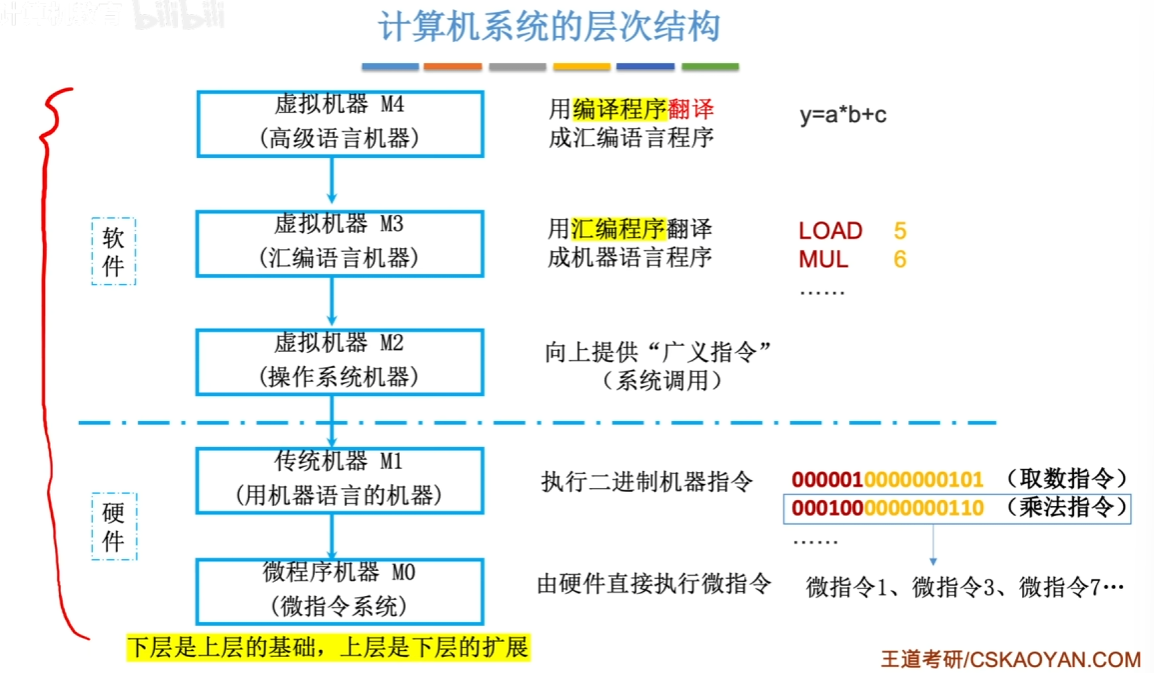 bilibili
计算机系统的层次结构
虚拟机器 M4
(高级语言机器)
用编译程序翻译
成汇编语言程序
y=a*b+c
软
件
虚拟机器 M3
(汇编语言机器)
用汇编程序翻译
成机器语言程序
LOAD 5
MUL 6
……
虚拟机器 M2
(操作系统机器)
向上提供“广义指令”
（系统调用）
硬
件
传统机器 M1
(用机器语言的机器)
执行二进制机器指令
0000010000000101 （取数指令）
0001000000000110 （乘法指令）
……
微程序机器 M0
(微指令系统)
由硬件直接执行微指令
微指令1、微指令3、微指令7…
下层是上层的基础，上层是下层的扩展
王道考研/CSKAOYAN.COM